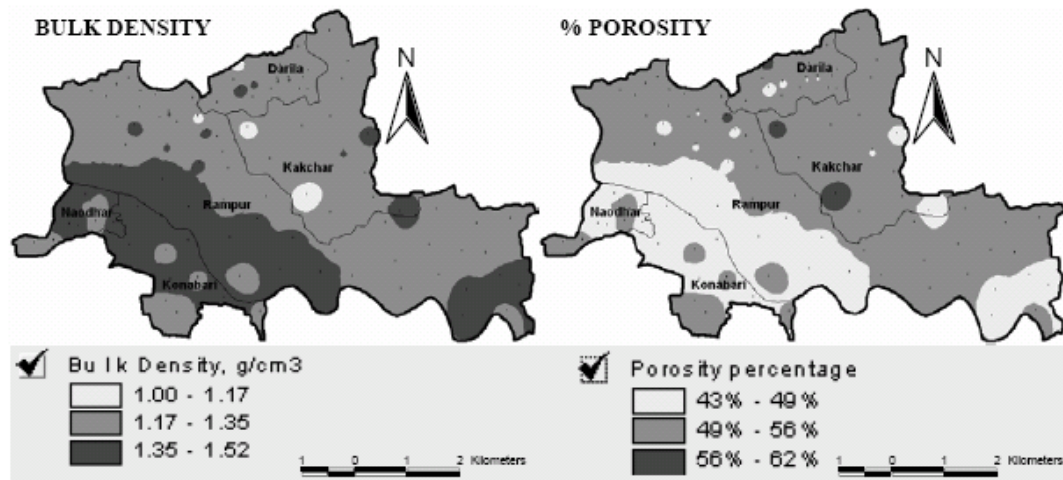 BULK DENSITY
N
Darila
Kakchar
Naodhar
Rampur
Konabari
Bulk Density, g/cm3
1.00 - 1.17
1.17 - 1.35
1.35 - 1.52
1 0 1 2 Kilometers
% POROSITY
N
Darila
Kakchar
Naodhar
Rampur
Konabari
Porosity percentage
43% - 49%
49% - 56%
56% - 62%
1 0 1 2 Kilometers